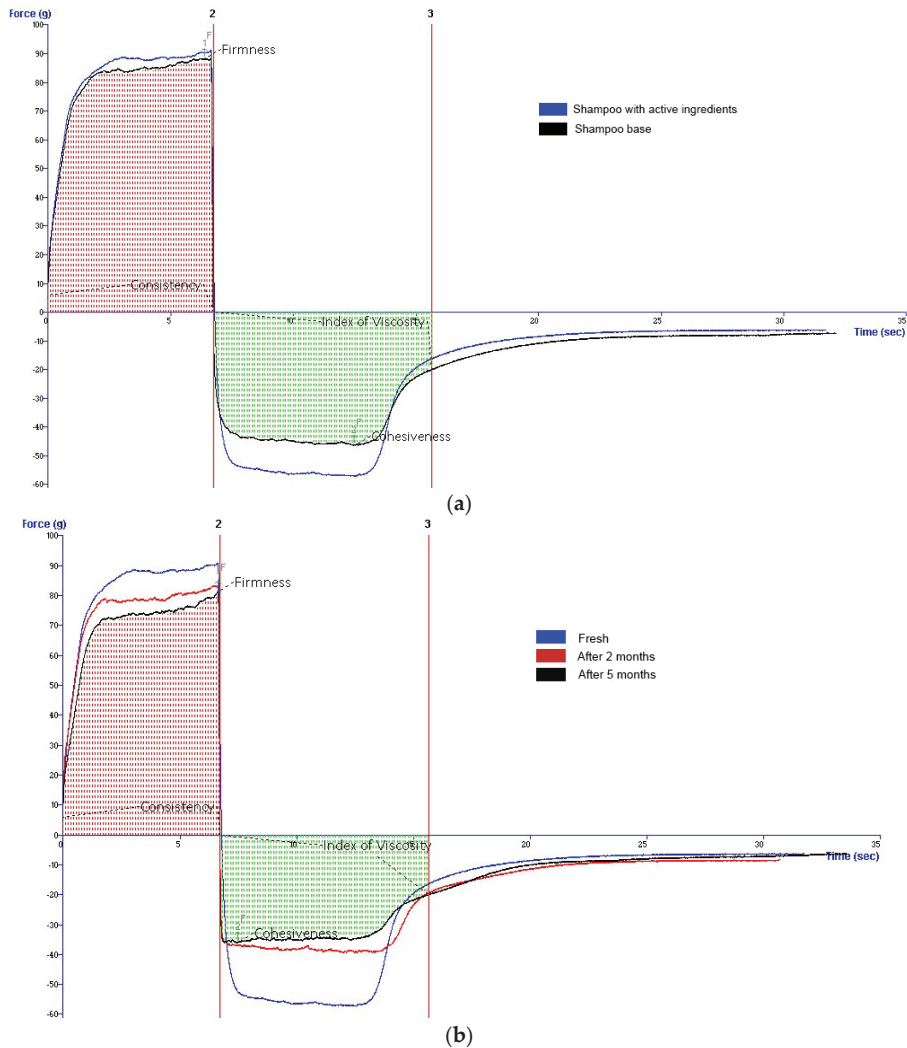 Force (g)
2
3
100
F
1
Firmness
90
80
70
60
50
40
30
20
10
0
Consistency
Shampoo with active ingredients
Shampoo base
5
10
Index of Viscosity
20
25
30
35
Time (sec)
-10
-20
-30
-40
-50
-60
F
Cohesiveness
(a)
Force (g)
2
3
100
F
Firmness
90
80
70
60
50
40
30
20
10
0
Consistency
Fresh
After 2 months
After 5 months
5
10
Index of Viscosity
20
25
30
35
Time (sec)
-10
-20
-30
-40
-50
-60
F
Cohesiveness
(b)